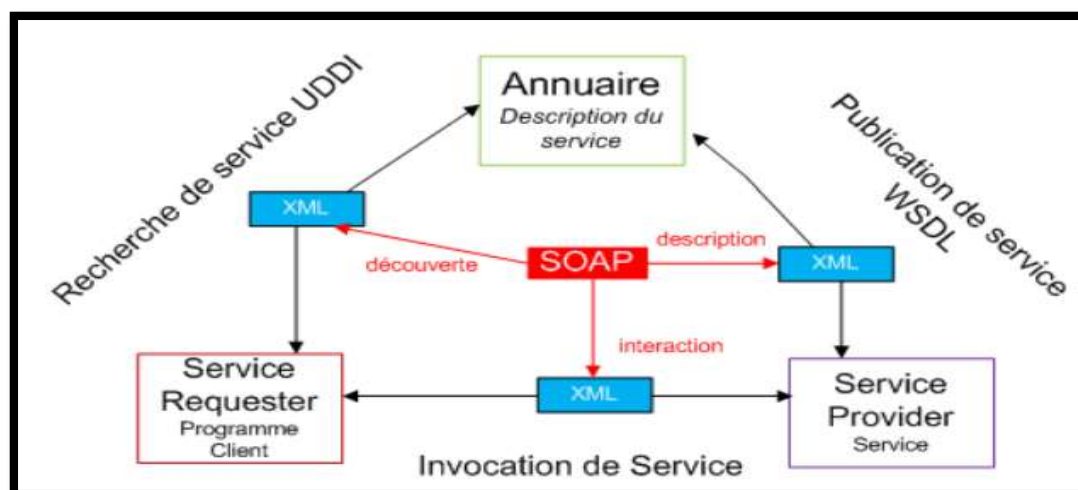 Annuaire
Description du
service
Recherche de service UDDI
Publication de service
WSDL
XML
découverte
SOAP
description
XML
interaction
Service
Requester
Programme
Client
XML
Service
Provider
Service
Invocation de Service